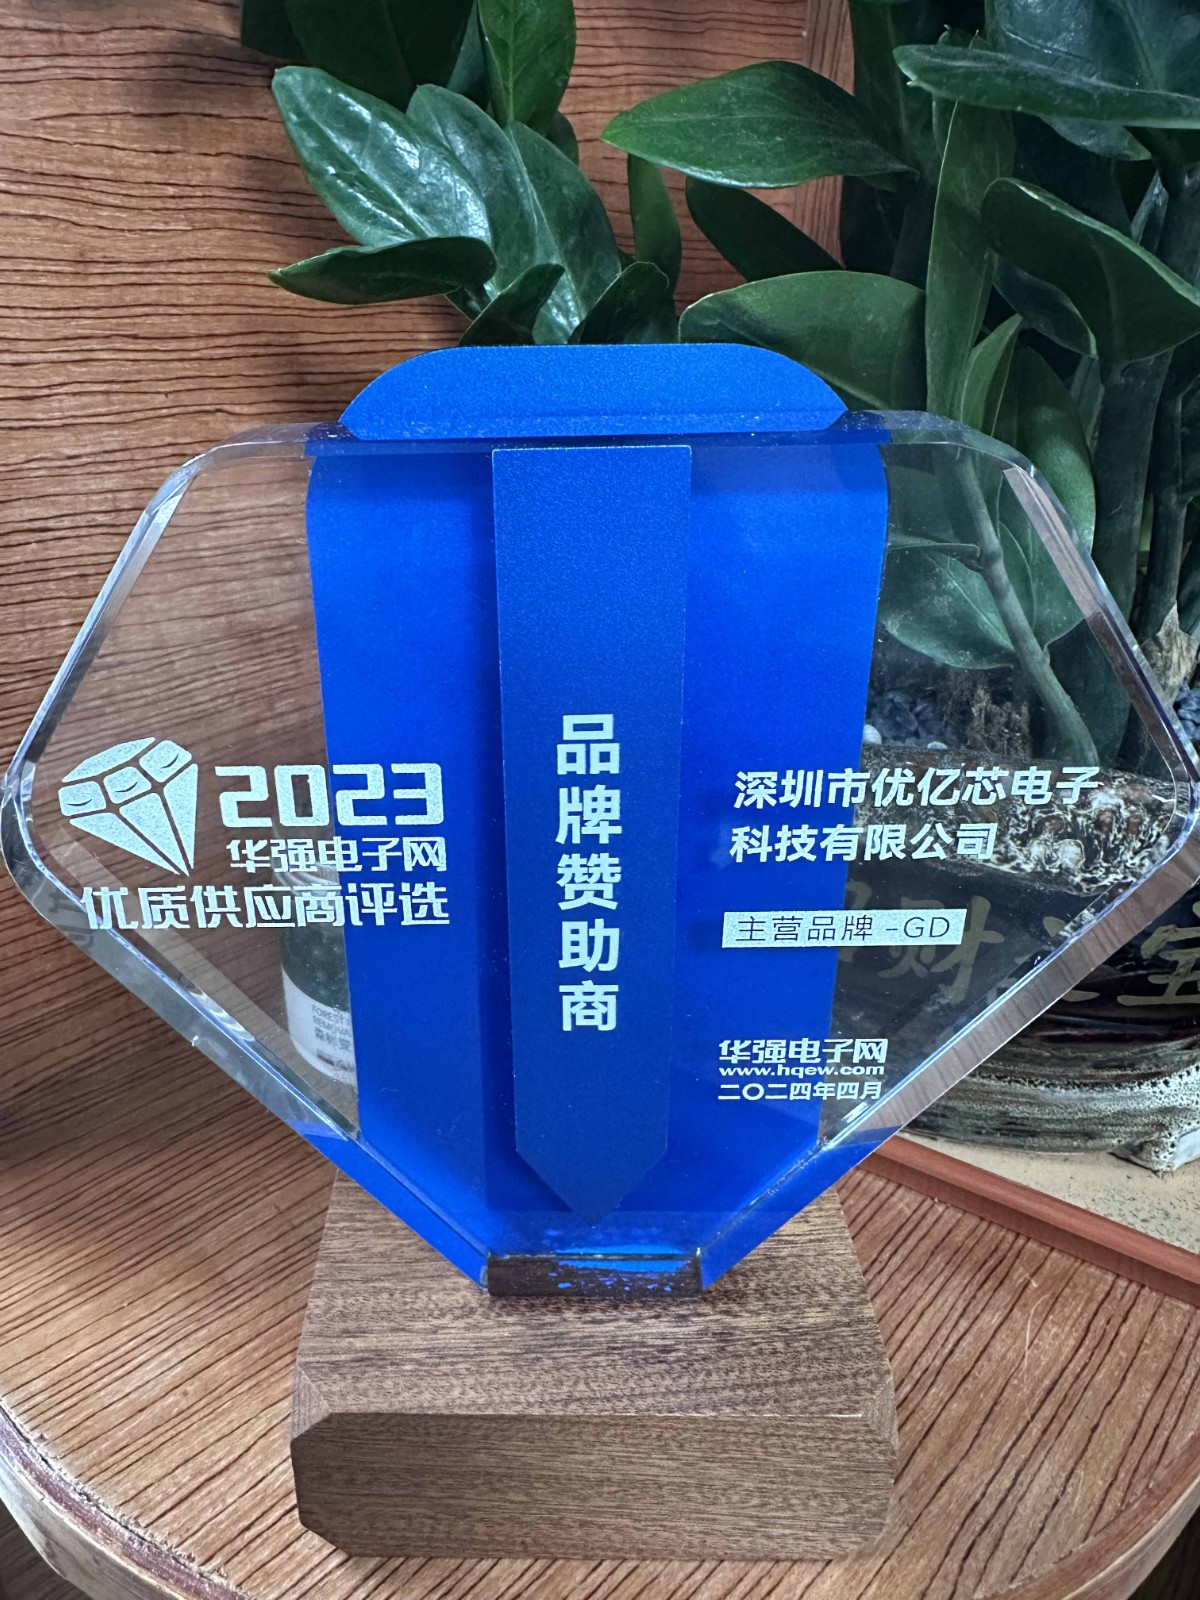 2023
华强电子网
优质供应商评选
品牌赞助商
深圳市优亿芯电子
科技有限公司
主营品牌 -GD
华强电子网
www.hqew.com
二〇二四年四月